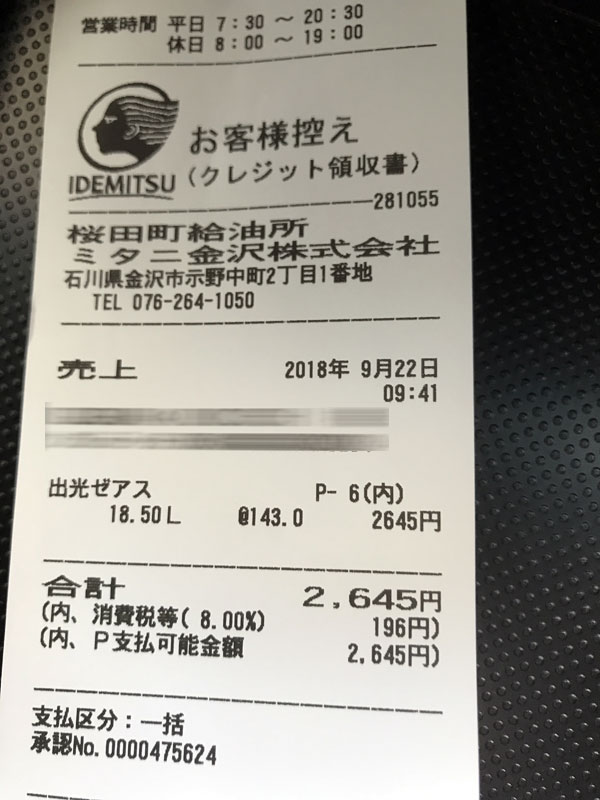 営業時間 平日 7:30 ～ 20:30
休日 8:00 ～ 19:00
IDEMITSU
お客様控え
(クレジット領収書)
281055
桜田町給油所
ミタニ金沢株式会社
石川県金沢市示野中町2丁目1番地
TEL 076-264-1050
売上 2018年 9月22日
09:41
出光ゼアス P- 6(内)
18.50L @143.0 2645円
合計 2,645円
(内、消費税等( 8.00%) 196円)
(内、P支払可能金額 2,645円)
支払区分:一括
承認No.0000475624